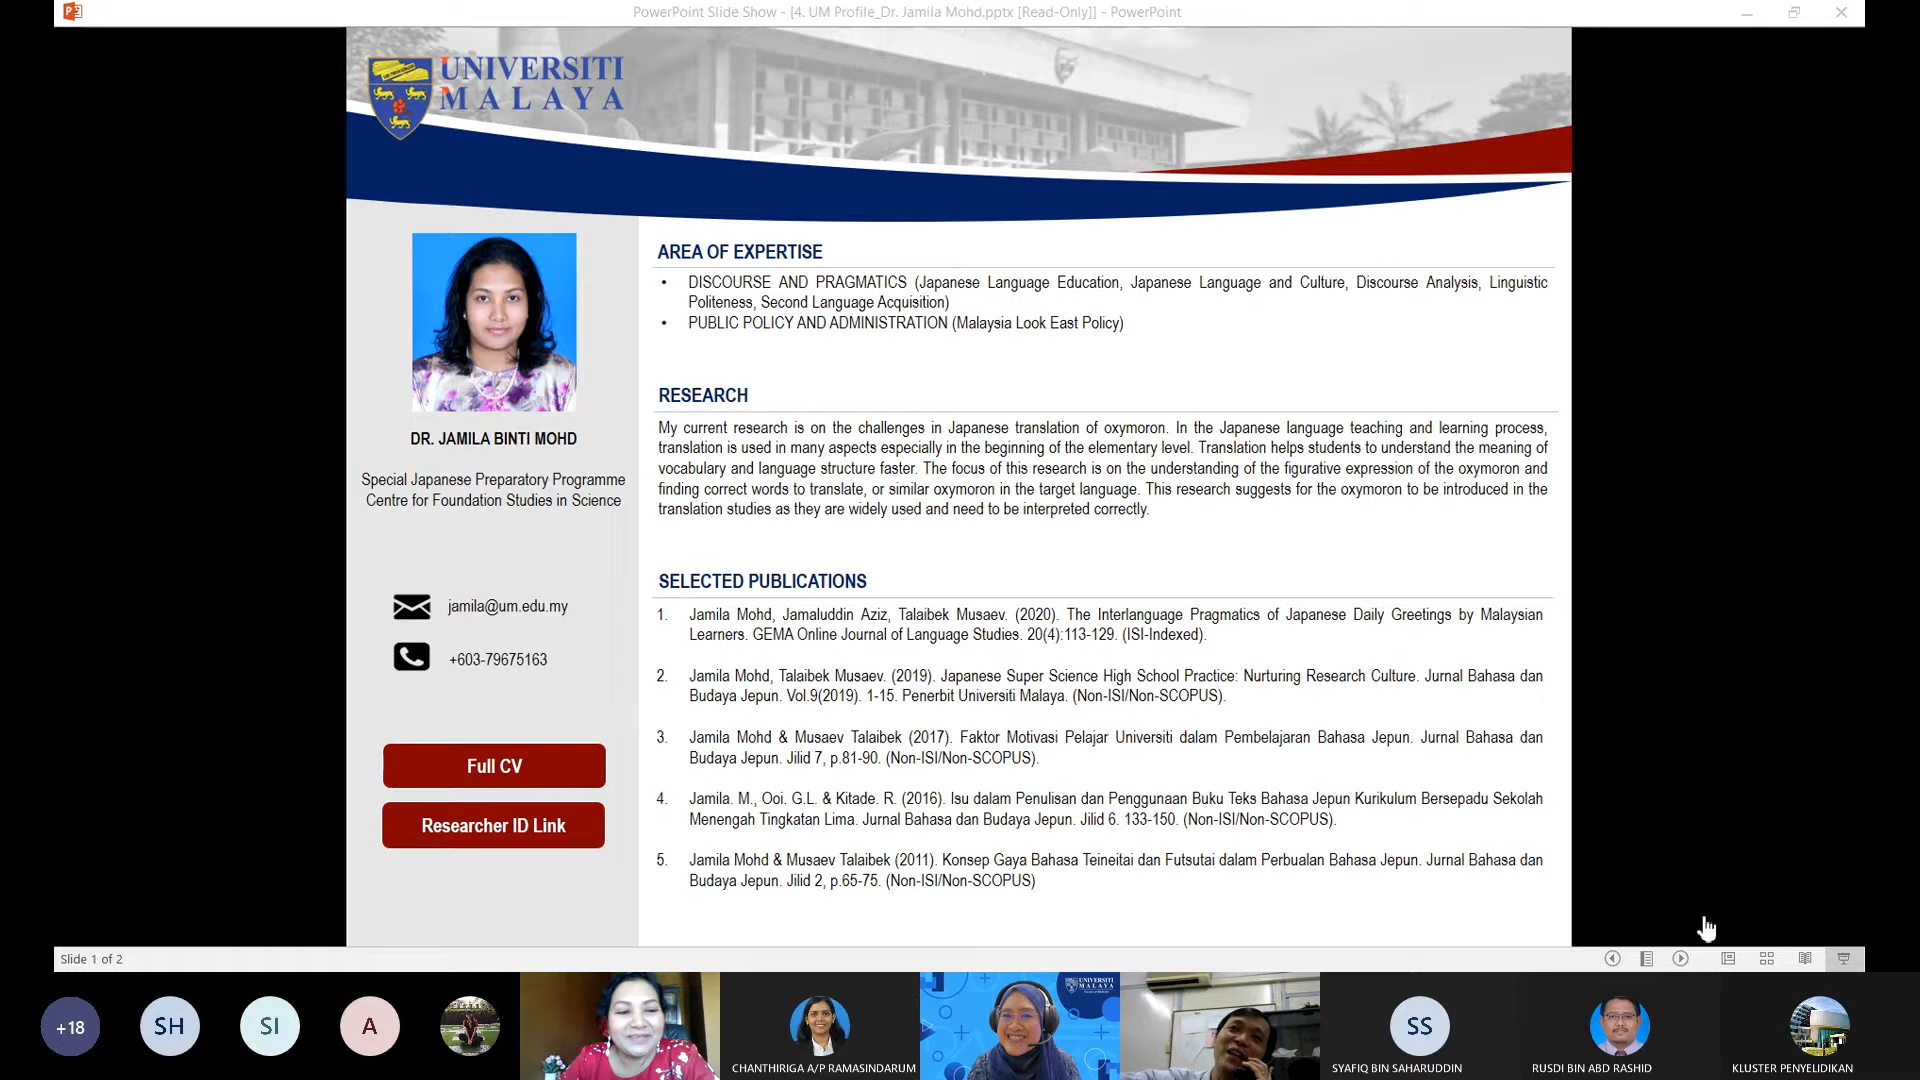 PowerPoint Slide Show - [4. UM Profile_Dr. Jamila Mohd.pptx [Read-Only]] - PowerPoint
UNIVERSITI
MALAYA
DR. JAMILA BINTI MOHD
Special Japanese Preparatory Programme
Centre for Foundation Studies in Science
jamila@um.edu.my
+603-79675163
Full CV
Researcher ID Link
AREA OF EXPERTISE
• DISCOURSE AND PRAGMATICS (Japanese Language Education, Japanese Language and Culture, Discourse Analysis, Linguistic
Politeness, Second Language Acquisition)
• PUBLIC POLICY AND ADMINISTRATION (Malaysia Look East Policy)
RESEARCH
My current research is on the challenges in Japanese translation of oxymoron. In the Japanese language teaching and learning process,
translation is used in many aspects especially in the beginning of the elementary level. Translation helps students to understand the meaning of
vocabulary and language structure faster. The focus of this research is on the understanding of the figurative expression of the oxymoron and
finding correct words to translate, or similar oxymoron in the target language. This research suggests for the oxymoron to be introduced in the
translation studies as they are widely used and need to be interpreted correctly.
SELECTED PUBLICATIONS
1. Jamila Mohd, Jamaluddin Aziz, Talaibek Musaev. (2020). The Interlanguage Pragmatics of Japanese Daily Greetings by Malaysian
Learners. GEMA Online Journal of Language Studies. 20(4):113-129. (ISI-Indexed).
2. Jamila Mohd, Talaibek Musaev. (2019). Japanese Super Science High School Practice: Nurturing Research Culture. Jurnal Bahasa dan
Budaya Jepun. Vol.9(2019). 1-15. Penerbit Universiti Malaya. (Non-ISI/Non-SCOPUS).
3. Jamila Mohd & Musaev Talaibek (2017). Faktor Motivasi Pelajar Universiti dalam Pembelajaran Bahasa Jepun. Jurnal Bahasa dan
Budaya Jepun. Jilid 7, p.81-90. (Non-ISI/Non-SCOPUS).
4. Jamila. M., Ooi. G.L. & Kitade. R. (2016). Isu dalam Penulisan dan Penggunaan Buku Teks Bahasa Jepun Kurikulum Bersepadu Sekolah
Menengah Tingkatan Lima. Jurnal Bahasa dan Budaya Jepun. Jilid 6. 133-150. (Non-ISI/Non-SCOPUS).
5. Jamila Mohd & Musaev Talaibek (2011). Konsep Gaya Bahasa Teineitai dan Futsutai dalam Perbualan Bahasa Jepun. Jurnal Bahasa dan
Budaya Jepun. Jilid 2, p.65-75. (Non-ISI/Non-SCOPUS)
Slide 1 of 2
+18
SH
SI
A
CHANTHIRIGA A/P RAMASINDARUM
UNIVERSITI
MALAYA
SS
SYAFIQ BIN SAHARUDDIN
RUSDI BIN ABD RASHID
KLUSTER PENYELIDIKAN